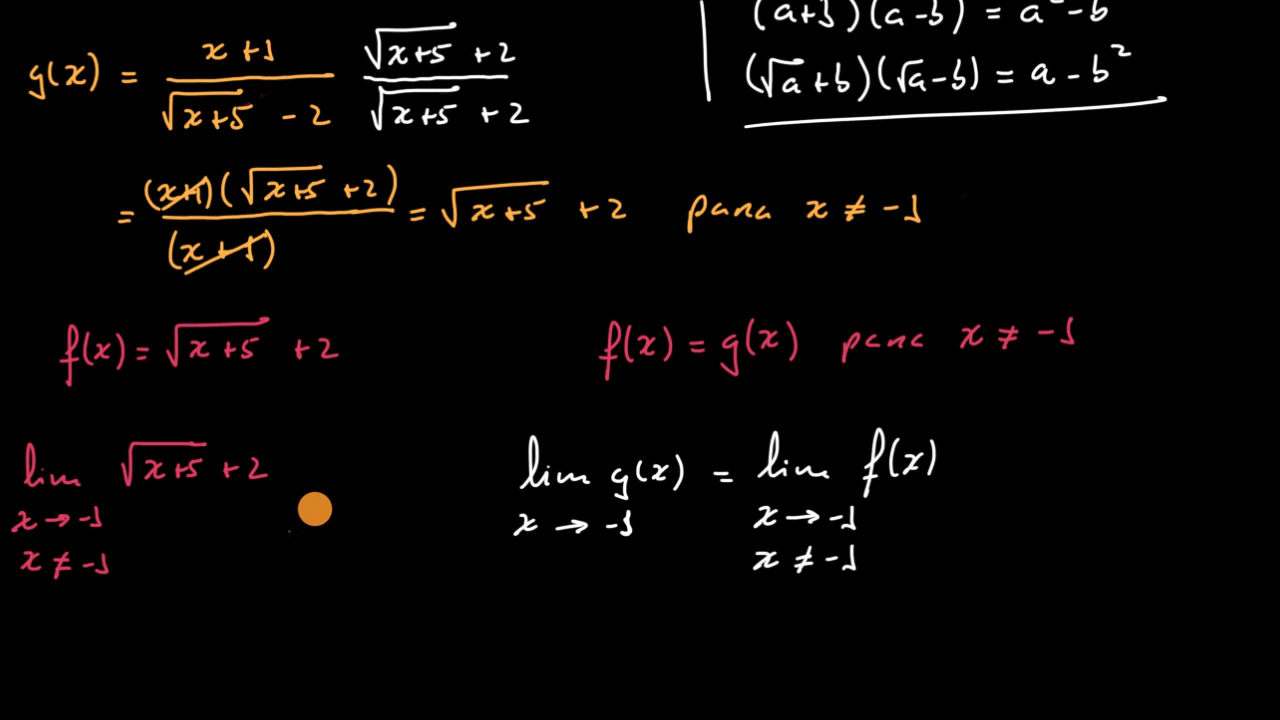 (a+b)(a-b) = a² - b
(√a + b)(√a - b) = a - b²
g(x) = (x+1)/(√(x+5) - 2) (√(x+5) + 2)/(√(x+5) + 2)
= (x+1)(√(x+5) + 2)/(x+1) = √(x+5) + 2 para x ≠ -1
f(x) = √(x+5) + 2
f(x) = g(x) para x ≠ -1
lim √(x+5) + 2
x → -1
x ≠ -1
lim g(x) = lim f(x)
x → -1 x → -1
x ≠ -1